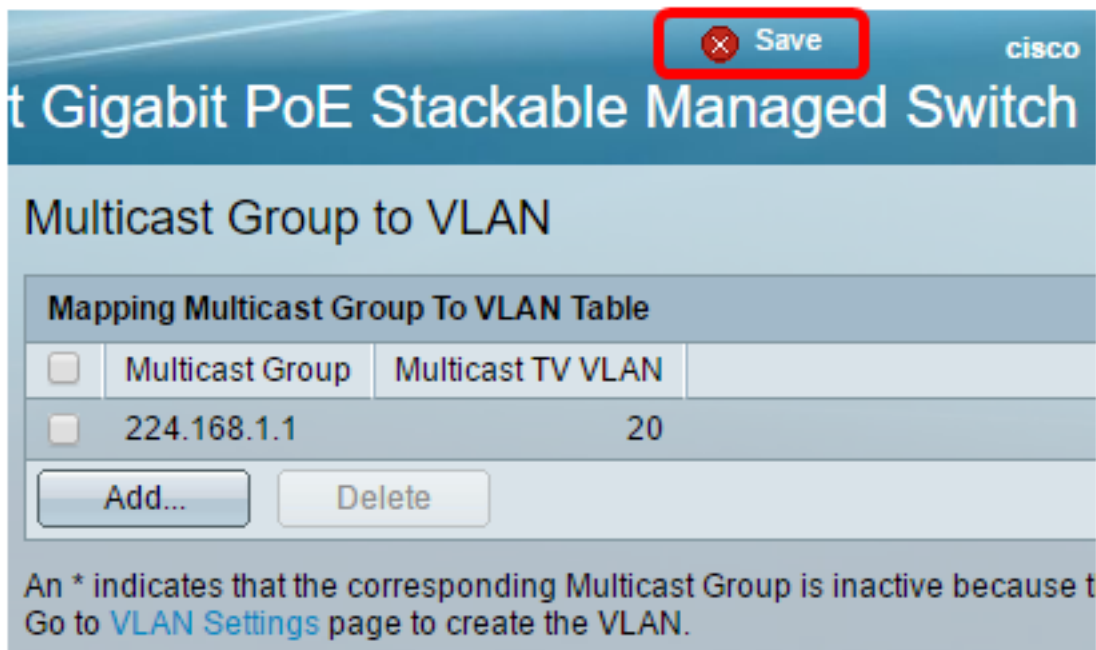 Save
cisco
t Gigabit PoE Stackable Managed Switch
Multicast Group to VLAN
Mapping Multicast Group To VLAN Table
Multicast Group Multicast TV VLAN
224.168.1.1 20
Add... Delete
An * indicates that the corresponding Multicast Group is inactive because t
Go to VLAN Settings page to create the VLAN.